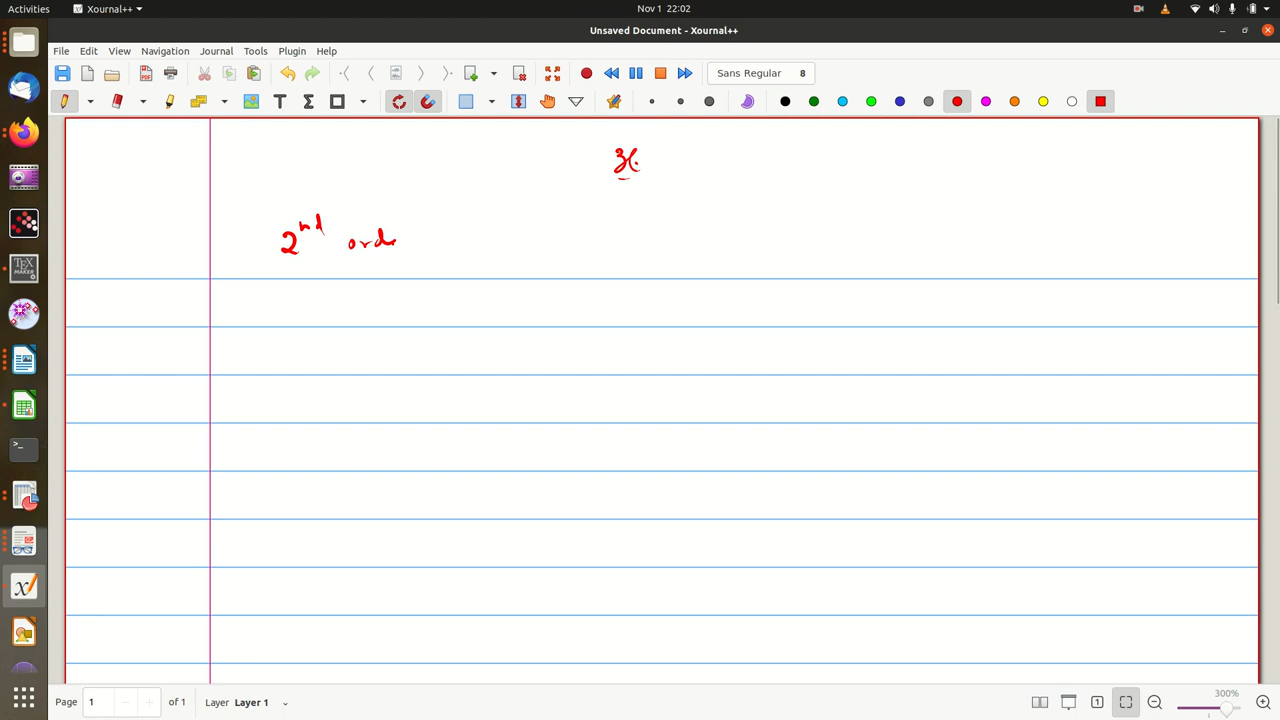 Activities Xournal++ Nov 1 22:02
Unsaved Document - Xournal++
File Edit View Navigation Journal Tools Plugin Help
Sans Regular 8
2nd orde
Page 1 of 1 Layer Layer 1 300%